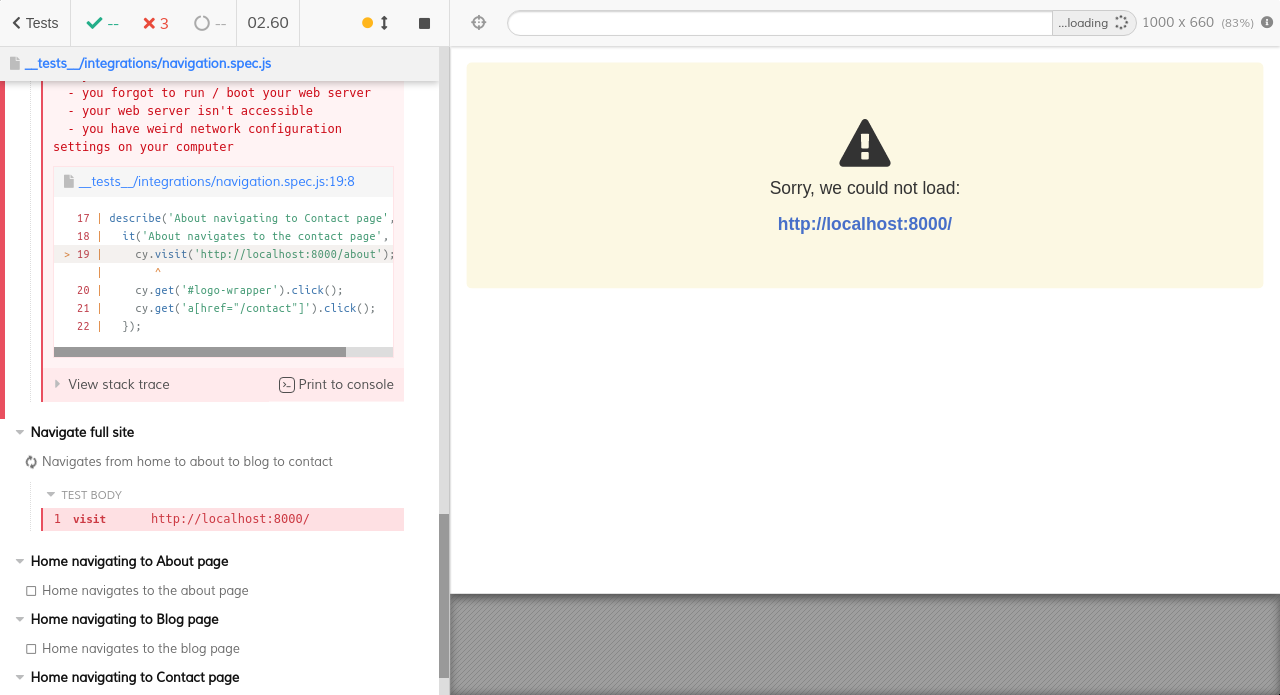 Tests
--
3
--
02.60
...loading
1000 x 660 (83%)
__tests__/integrations/navigation.spec.js
- you forgot to run / boot your web server
- your web server isn't accessible
- you have weird network configuration
settings on your computer
__tests__/integrations/navigation.spec.js:19:8
17 | describe('About navigating to Contact page',
18 |   it('About navigates to the contact page',
> 19 |     cy.visit('http://localhost:8000/about');
|        ^
20 |     cy.get('#logo-wrapper').click();
21 |     cy.get('a[href="/contact"]').click();
22 |   });
View stack trace
Print to console
Navigate full site
Navigates from home to about to blog to contact
TEST BODY
1 visit http://localhost:8000/
Home navigating to About page
Home navigates to the about page
Home navigating to Blog page
Home navigates to the blog page
Home navigating to Contact page
Sorry, we could not load:
http://localhost:8000/